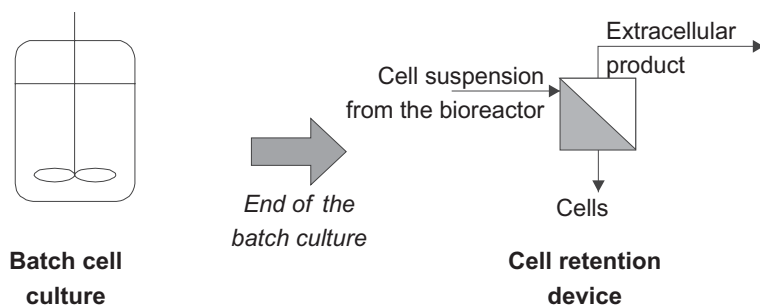 Extracellular
product
Cell suspension
from the bioreactor
End of the
batch culture
Cells
Batch cell
culture
Cell retention
device